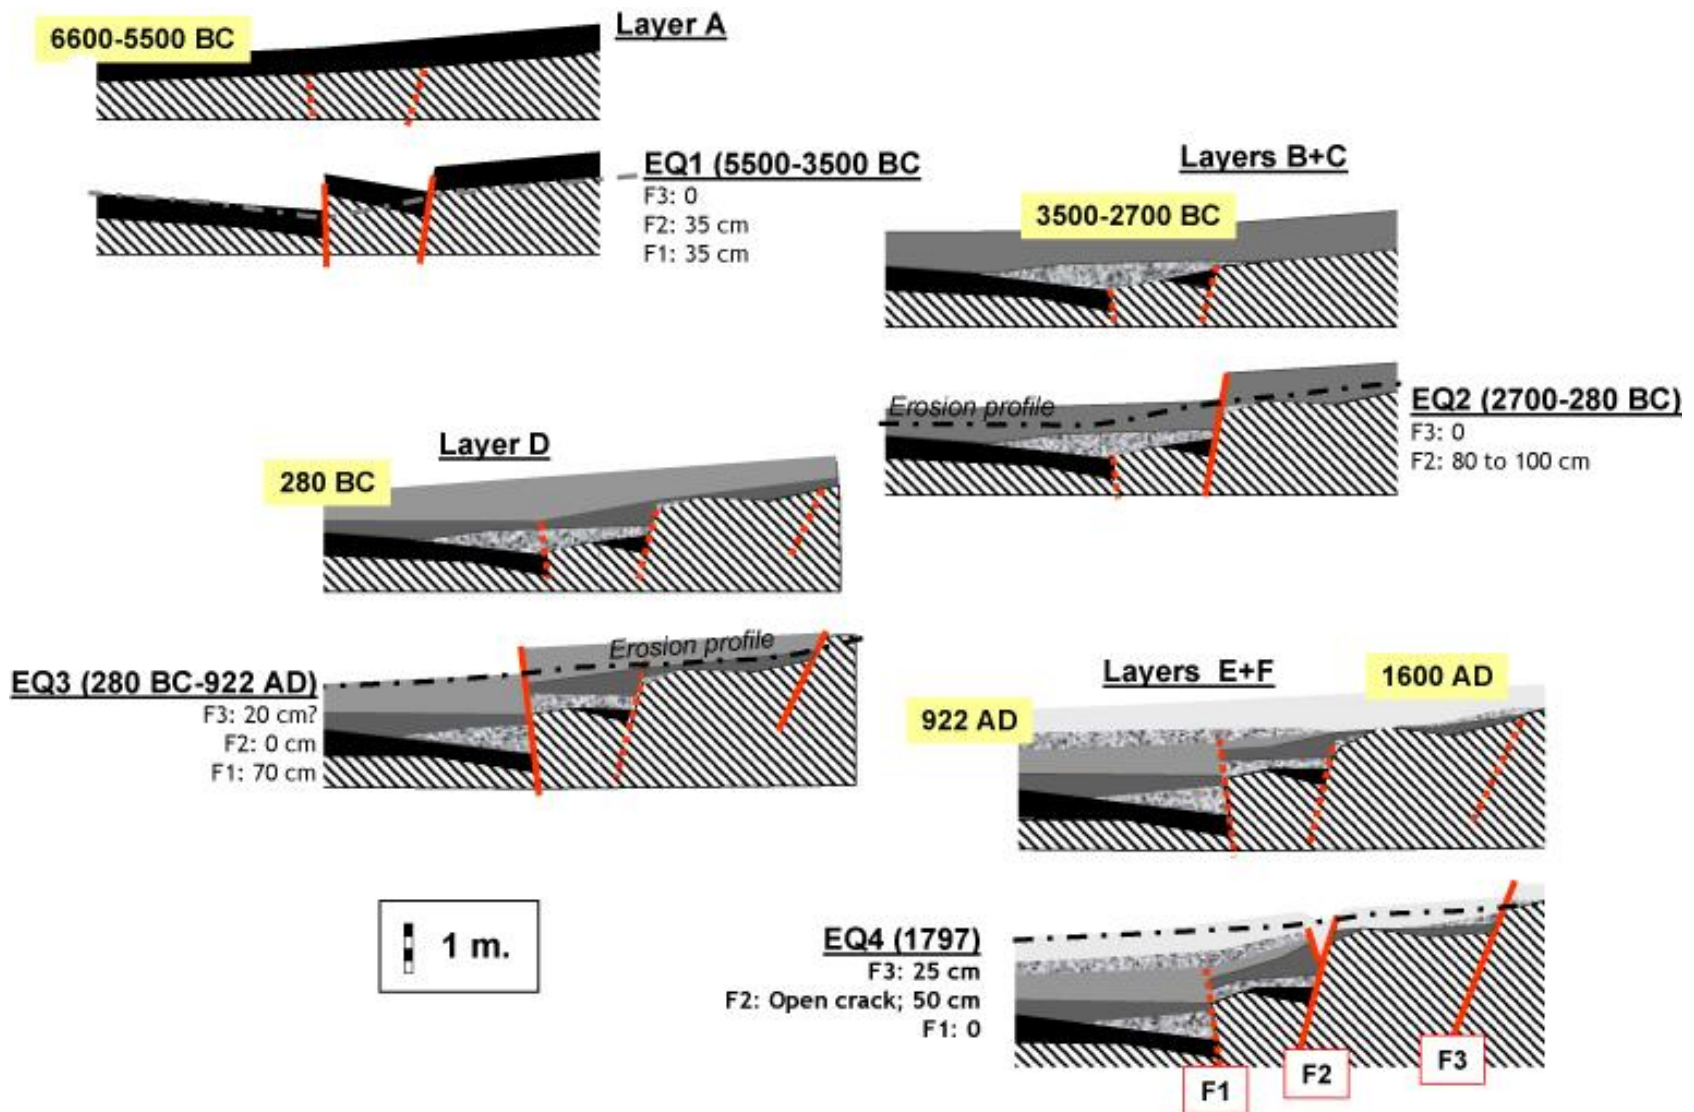 6600-5500 BC
Layer A
EQ1 (5500-3500 BC
F3: 0
F2: 35 cm
F1: 35 cm
Layers B+C
3500-2700 BC
Erosion profile
EQ2 (2700-280 BC)
F3: 0
F2: 80 to 100 cm
Layer D
280 BC
Erosion profile
EQ3 (280 BC-922 AD)
F3: 20 cm?
F2: 0 cm
F1: 70 cm
Layers E+F
1600 AD
922 AD
EQ4 (1797)
F3: 25 cm
F2: Open crack; 50 cm
F1: 0
F1
F2
F3
1 m.